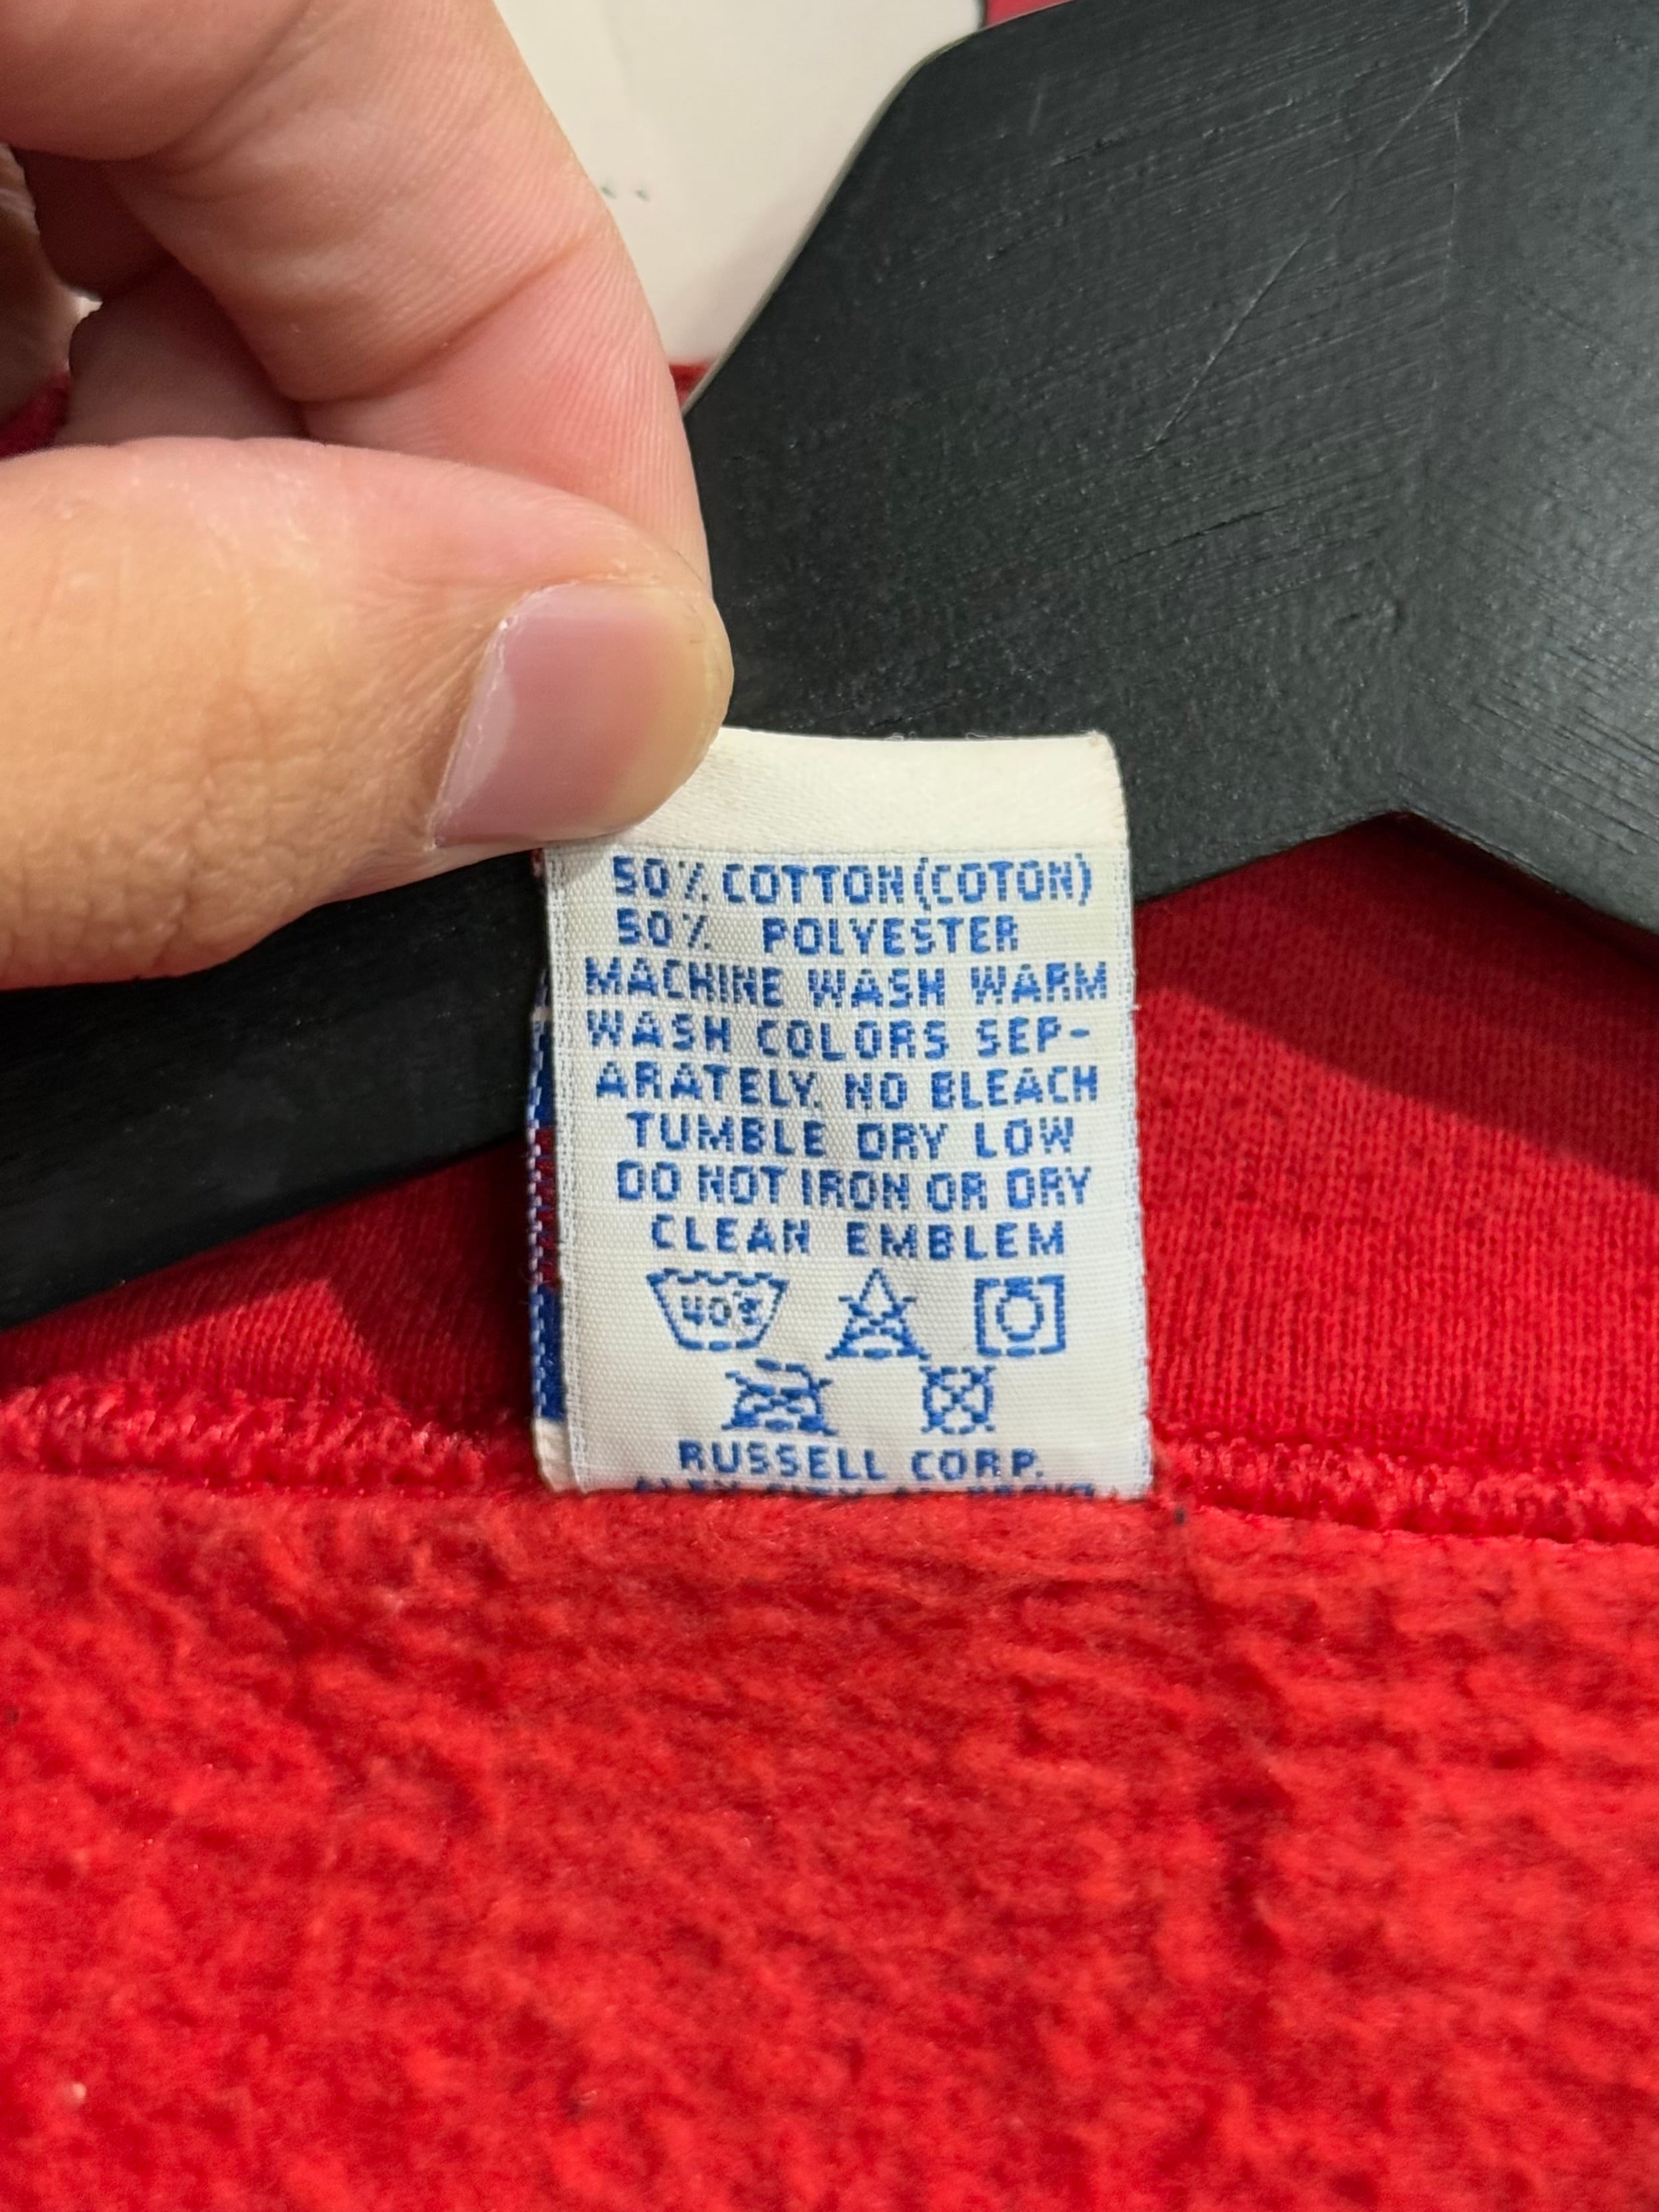 50% COTTON(COTON)
50% POLYESTER
MACHINE WASH WARM
WASH COLORS SEP-
ARATELY. NO BLEACH
TUMBLE DRY LOW
DO NOT IRON OR DRY
CLEAN EMBLEM
40°C
RUSSELL CORP.